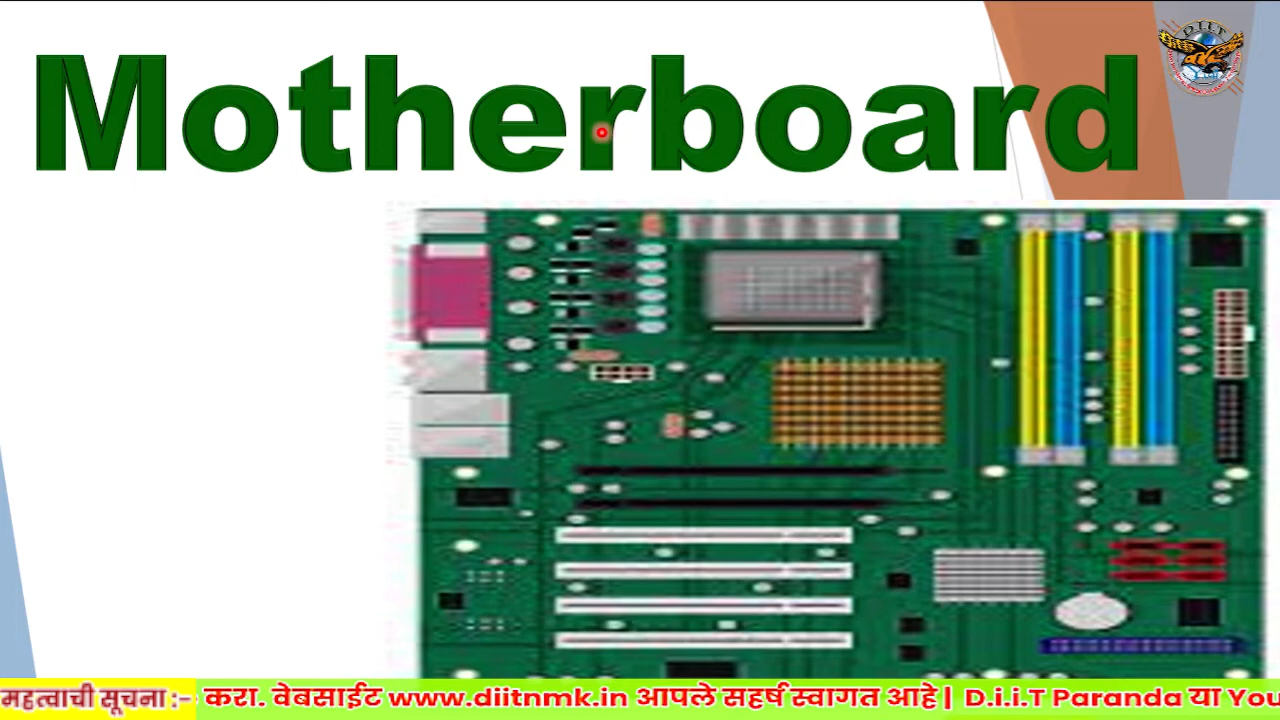 Motherboard
D I I T
महत्वाची सूचना :- करा. वेबसाईट www.diitnmk.in आपले सहर्ष स्वागत आहे | D.i.i.T Paranda या You